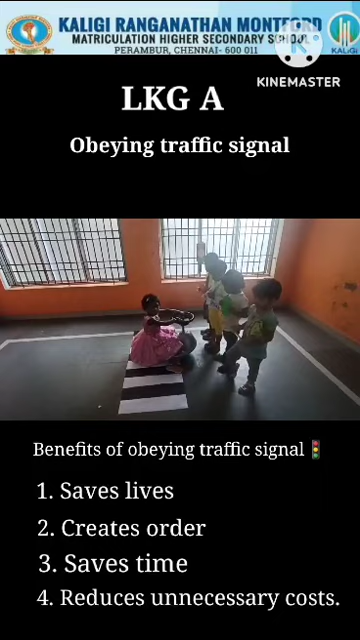 KALIGI RANGANATHAN MONTFORD
MATRICULATION HIGHER SECONDARY SCHOOL
PERAMBUR, CHENNAI- 600 011
KALIGI
KINEMASTER
LKG A
Obeying traffic signal
Benefits of obeying traffic signal🚦
1. Saves lives
2. Creates order
3. Saves time
4. Reduces unnecessary costs.